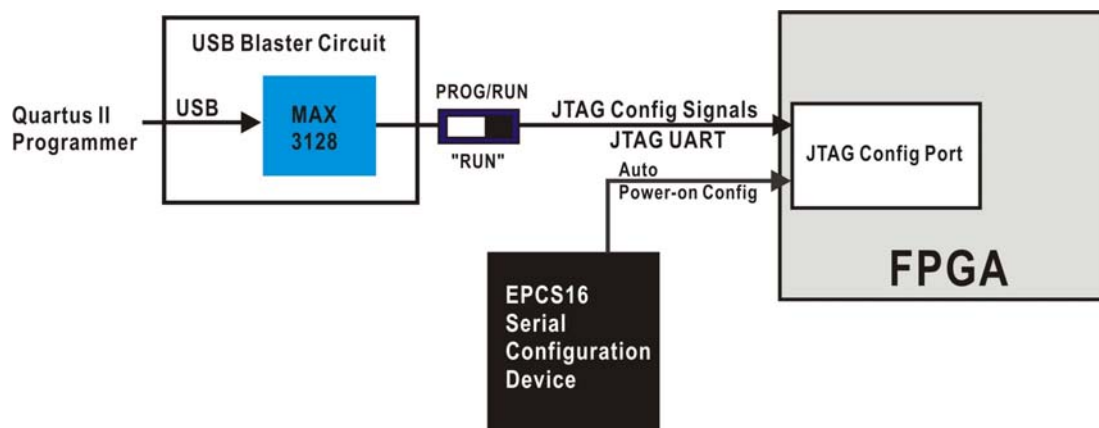 USB Blaster Circuit
Quartus II
Programmer
USB
MAX
3128
PROG/RUN
"RUN"
JTAG Config Signals
JTAG UART
Auto
Power-on Config
JTAG Config Port
FPGA
EPCS16
Serial
Configuration
Device